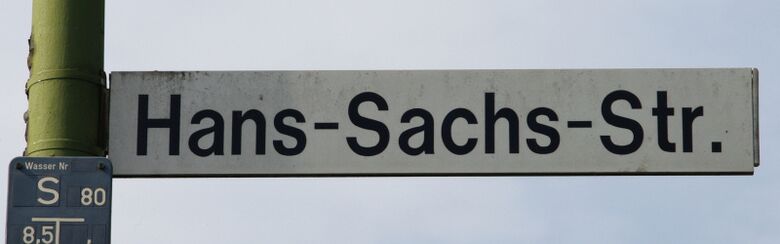 Hans-Sachs-Str.
Wasser Nr
S 80
8,5